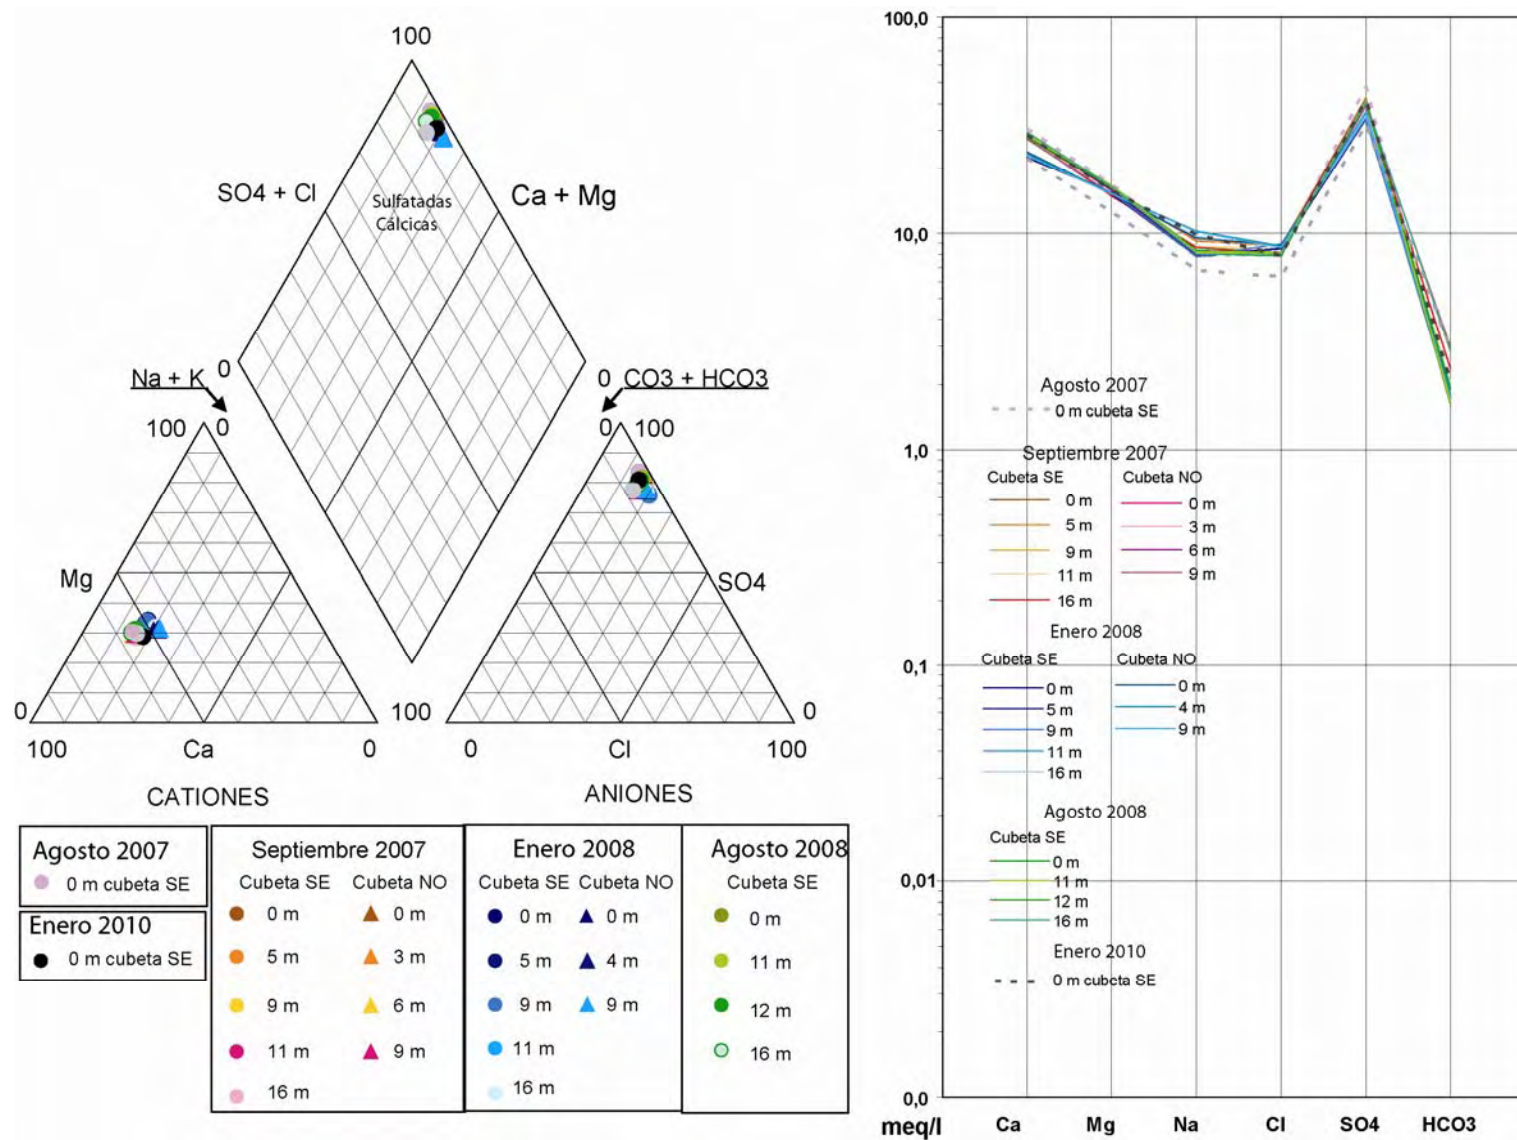 100
SO4 + Cl
Ca + Mg
Sulfatadas
Cálcicas
0
0
Na + K
CO3 + HCO3
100
0
0
100
Mg
SO4
0
100
0
100
Ca
0
0
Cl
100
CATIONES
ANIONES
Agosto 2007
0 m cubeta SE
Enero 2010
0 m cubeta SE
Septiembre 2007
Cubeta SE
Cubeta NO
0 m
0 m
5 m
3 m
9 m
6 m
11 m
9 m
16 m
Enero 2008
Cubeta SE
Cubeta NO
0 m
0 m
5 m
4 m
9 m
9 m
11 m
16 m
Agosto 2008
Cubeta SE
0 m
11 m
12 m
16 m
100,0
10,0
1,0
0,1
0,01
0,0
meq/l
Ca
Mg
Na
Cl
SO4
HCO3
Agosto 2007
0 m cubeta SE
Septiembre 2007
Cubeta SE
Cubeta NO
0 m
0 m
5 m
3 m
9 m
6 m
11 m
9 m
16 m
Enero 2008
Cubeta SE
Cubeta NO
0 m
0 m
5 m
4 m
9 m
9 m
11 m
16 m
Agosto 2008
Cubeta SE
0 m
11 m
12 m
16 m
Enero 2010
0 m cubcta SE